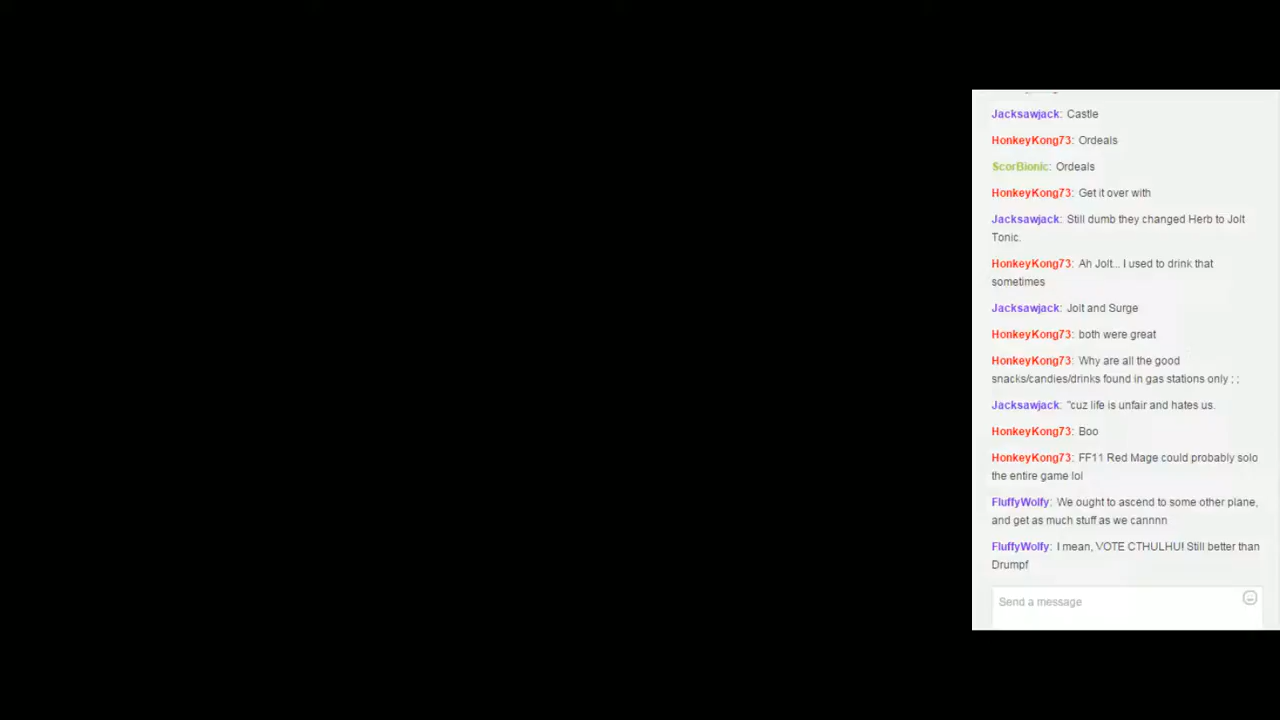 Jacksawjack: Castle
HonkeyKong73: Ordeals
ScorBionic: Ordeals
HonkeyKong73: Get it over with
Jacksawjack: Still dumb they changed Herb to Jolt
Tonic.
HonkeyKong73: Ah Jolt... I used to drink that
sometimes
Jacksawjack: Jolt and Surge
HonkeyKong73: both were great
HonkeyKong73: Why are all the good
snacks/candies/drinks found in gas stations only ; ;
Jacksawjack: "cuz life is unfair and hates us.
HonkeyKong73: Boo
HonkeyKong73: FF11 Red Mage could probably solo
the entire game lol
FluffyWolfy: We ought to ascend to some other plane,
and get as much stuff as we cannnn
FluffyWolfy: I mean, VOTE CTHULHU! Still better than
Drumpf
Send a message